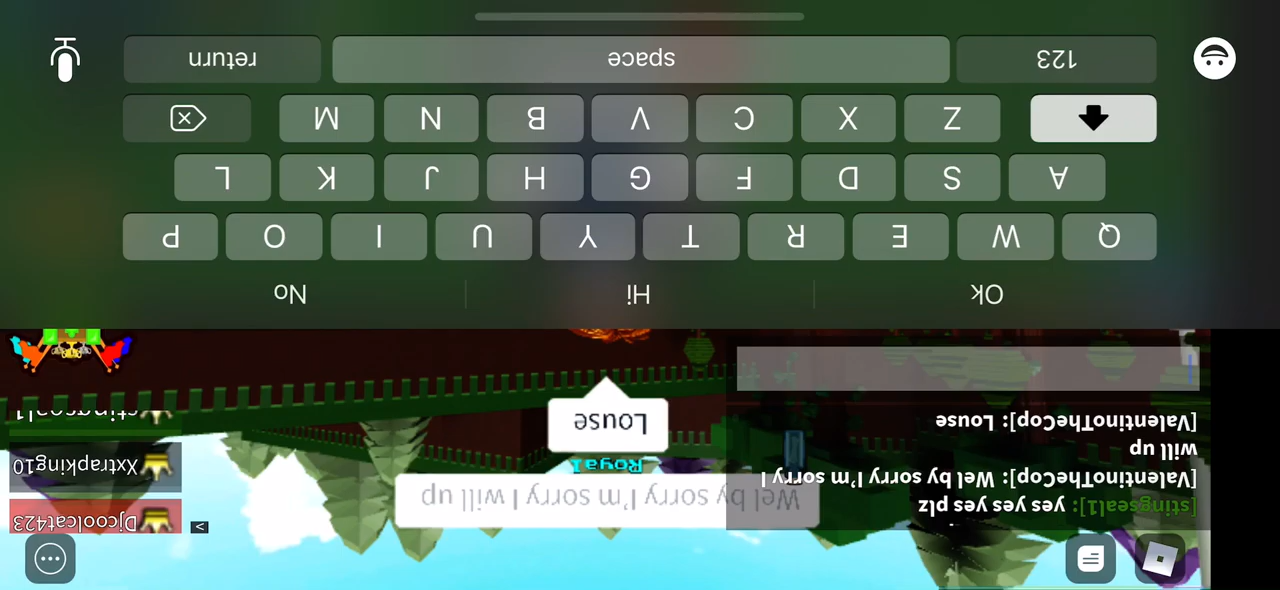 [stingseal1]: yes yes yes plz
[ValentinoTheCop]: Wel by sorry I'm sorry I
will up
[ValentinoTheCop]: Louse
Wel by sorry I'm sorry I will up
Royal
Louse
<
Djcoolcat423
Xxtrapking10
stingseal1
Ok
Hi
No
Q W E R T Y U I O P
A S D F G H J K L
Z X C V B N M
123
space
return